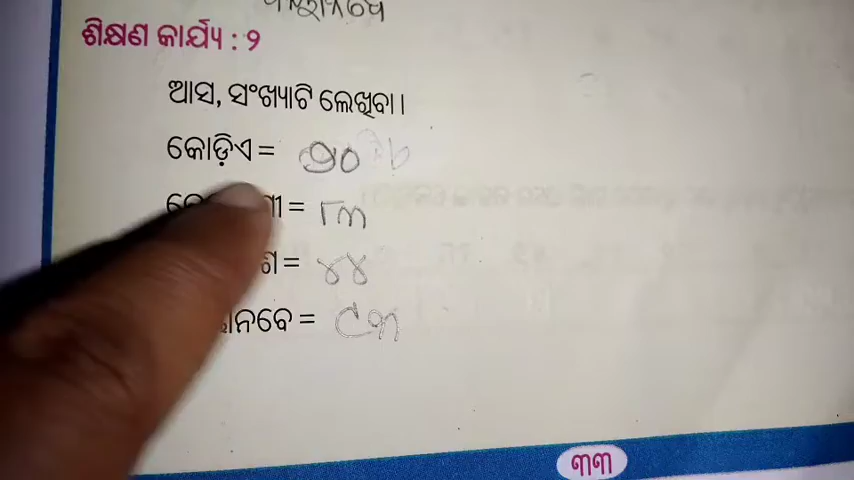 ଶିକ୍ଷଣ କାର୍ଯ୍ୟ : ୨
ଆସ, ସଂଖ୍ୟାଟି ଲେଖିବା ।
କୋଡ଼ିଏ = ୨୦
= ୮୩
= ୪୪
= ୯୩
୩୩